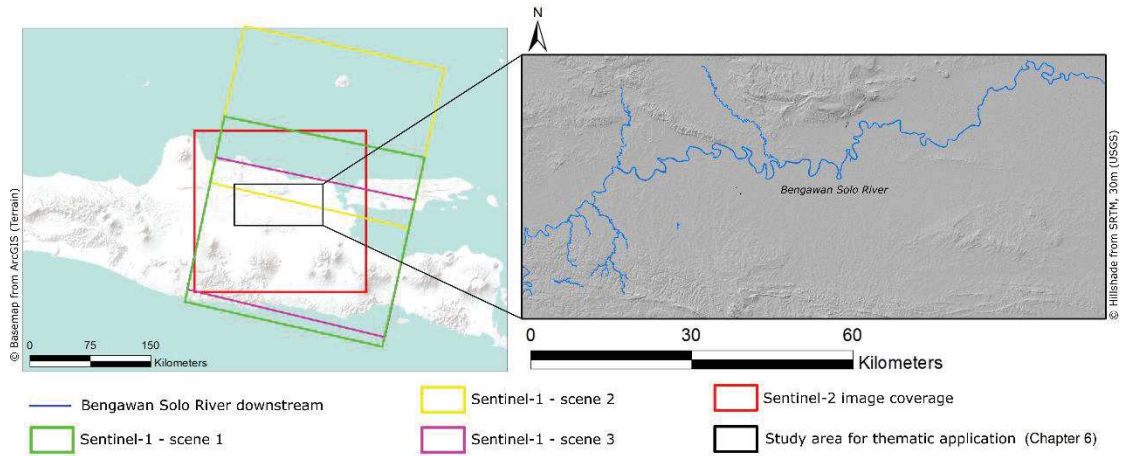 N
© Basemap from ArcGIS (Terrain)
0 75 150
Kilometers
Bengawan Solo River
© Hillshade from SRTM, 30m (USGS)
0 30 60
Kilometers
Bengawan Solo River downstream
Sentinel-1 - scene 2
Sentinel-2 image coverage
Sentinel-1 - scene 1
Sentinel-1 - scene 3
Study area for thematic application (Chapter 6)